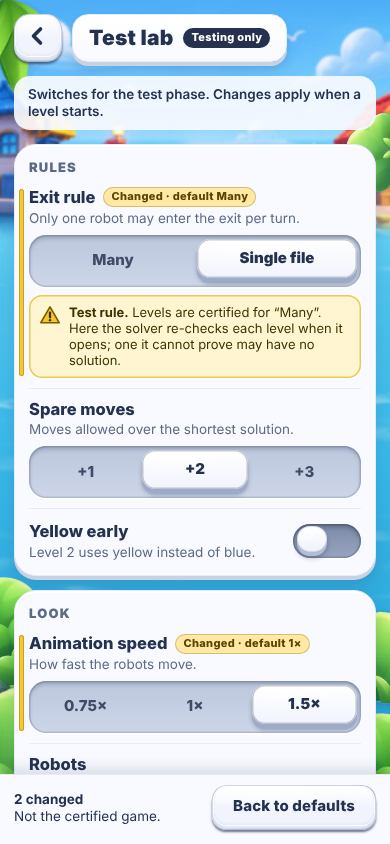 Test lab Testing only
Switches for the test phase. Changes apply when a
level starts.
RULES
Exit rule Changed · default Many
Only one robot may enter the exit per turn.
Many Single file
Test rule. Levels are certified for “Many”.
Here the solver re-checks each level when it
opens; one it cannot prove may have no
solution.
Spare moves
Moves allowed over the shortest solution.
+1 +2 +3
Yellow early
Level 2 uses yellow instead of blue.
LOOK
Animation speed Changed · default 1×
How fast the robots move.
0.75× 1× 1.5×
Robots
2 changed
Not the certified game.
Back to defaults